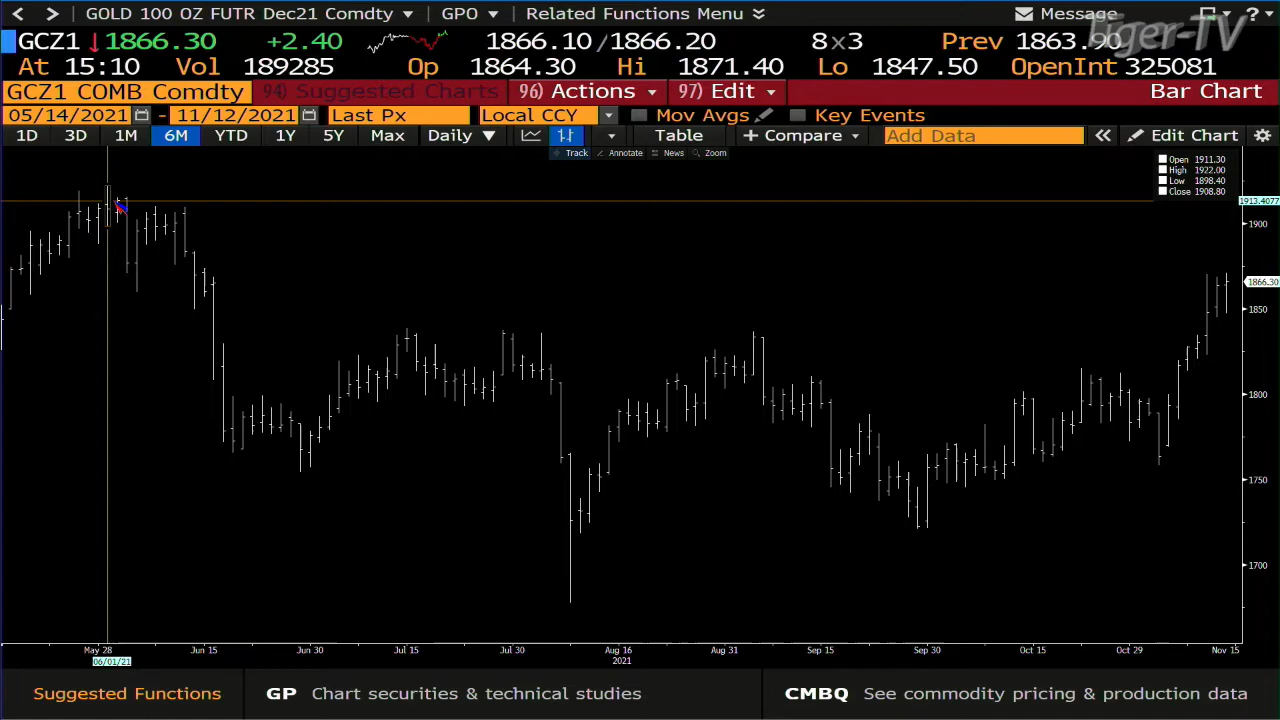 < > GOLD 100 OZ FUTR Dec21 Comdty GPO Related Functions Menu Message ?
GCZ1 1866.30 +2.40 1866.10/1866.20 8x3 Prev 1863.90
Tiger-TV
At 15:10 Vol 189285 Op 1864.30 Hi 1871.40 Lo 1847.50 OpenInt 325081
GCZ1 COMB Comdty 94) Suggested Charts 96) Actions 97) Edit Bar Chart
05/14/2021 - 11/12/2021 Last Px Local CCY Mov Avgs Key Events
1D 3D 1M 6M YTD 1Y 5Y Max Daily Table + Compare Add Data Edit Chart
Track Annotate News Zoom
Open 1911.30
High 1922.00
Low 1898.40
Close 1908.80
1913.4077
1900
1866.30
1850
1800
1750
1700
May 28 Jun 15 Jun 30 Jul 15 Jul 30 Aug 16 Aug 31 Sep 30 Oct 15 Oct 29 Nov 15
Sep 15
06/01/21 2021
Suggested Functions GP Chart securities & technical studies CMBQ See commodity pricing & production data